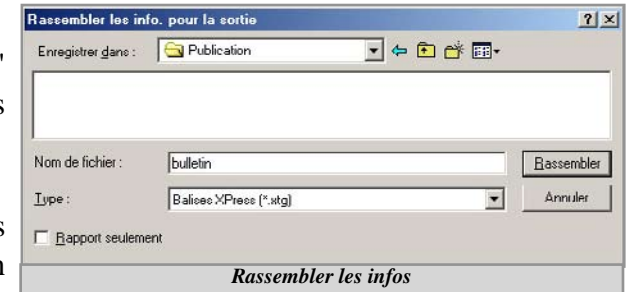 Rassembler les info. pour la sortie
Enregistrer dans : Publication
Nom de fichier : bulletin Rassembler
Type : Balises XPress (*.xtg) Annuler
Rapport seulement
Rassembler les infos